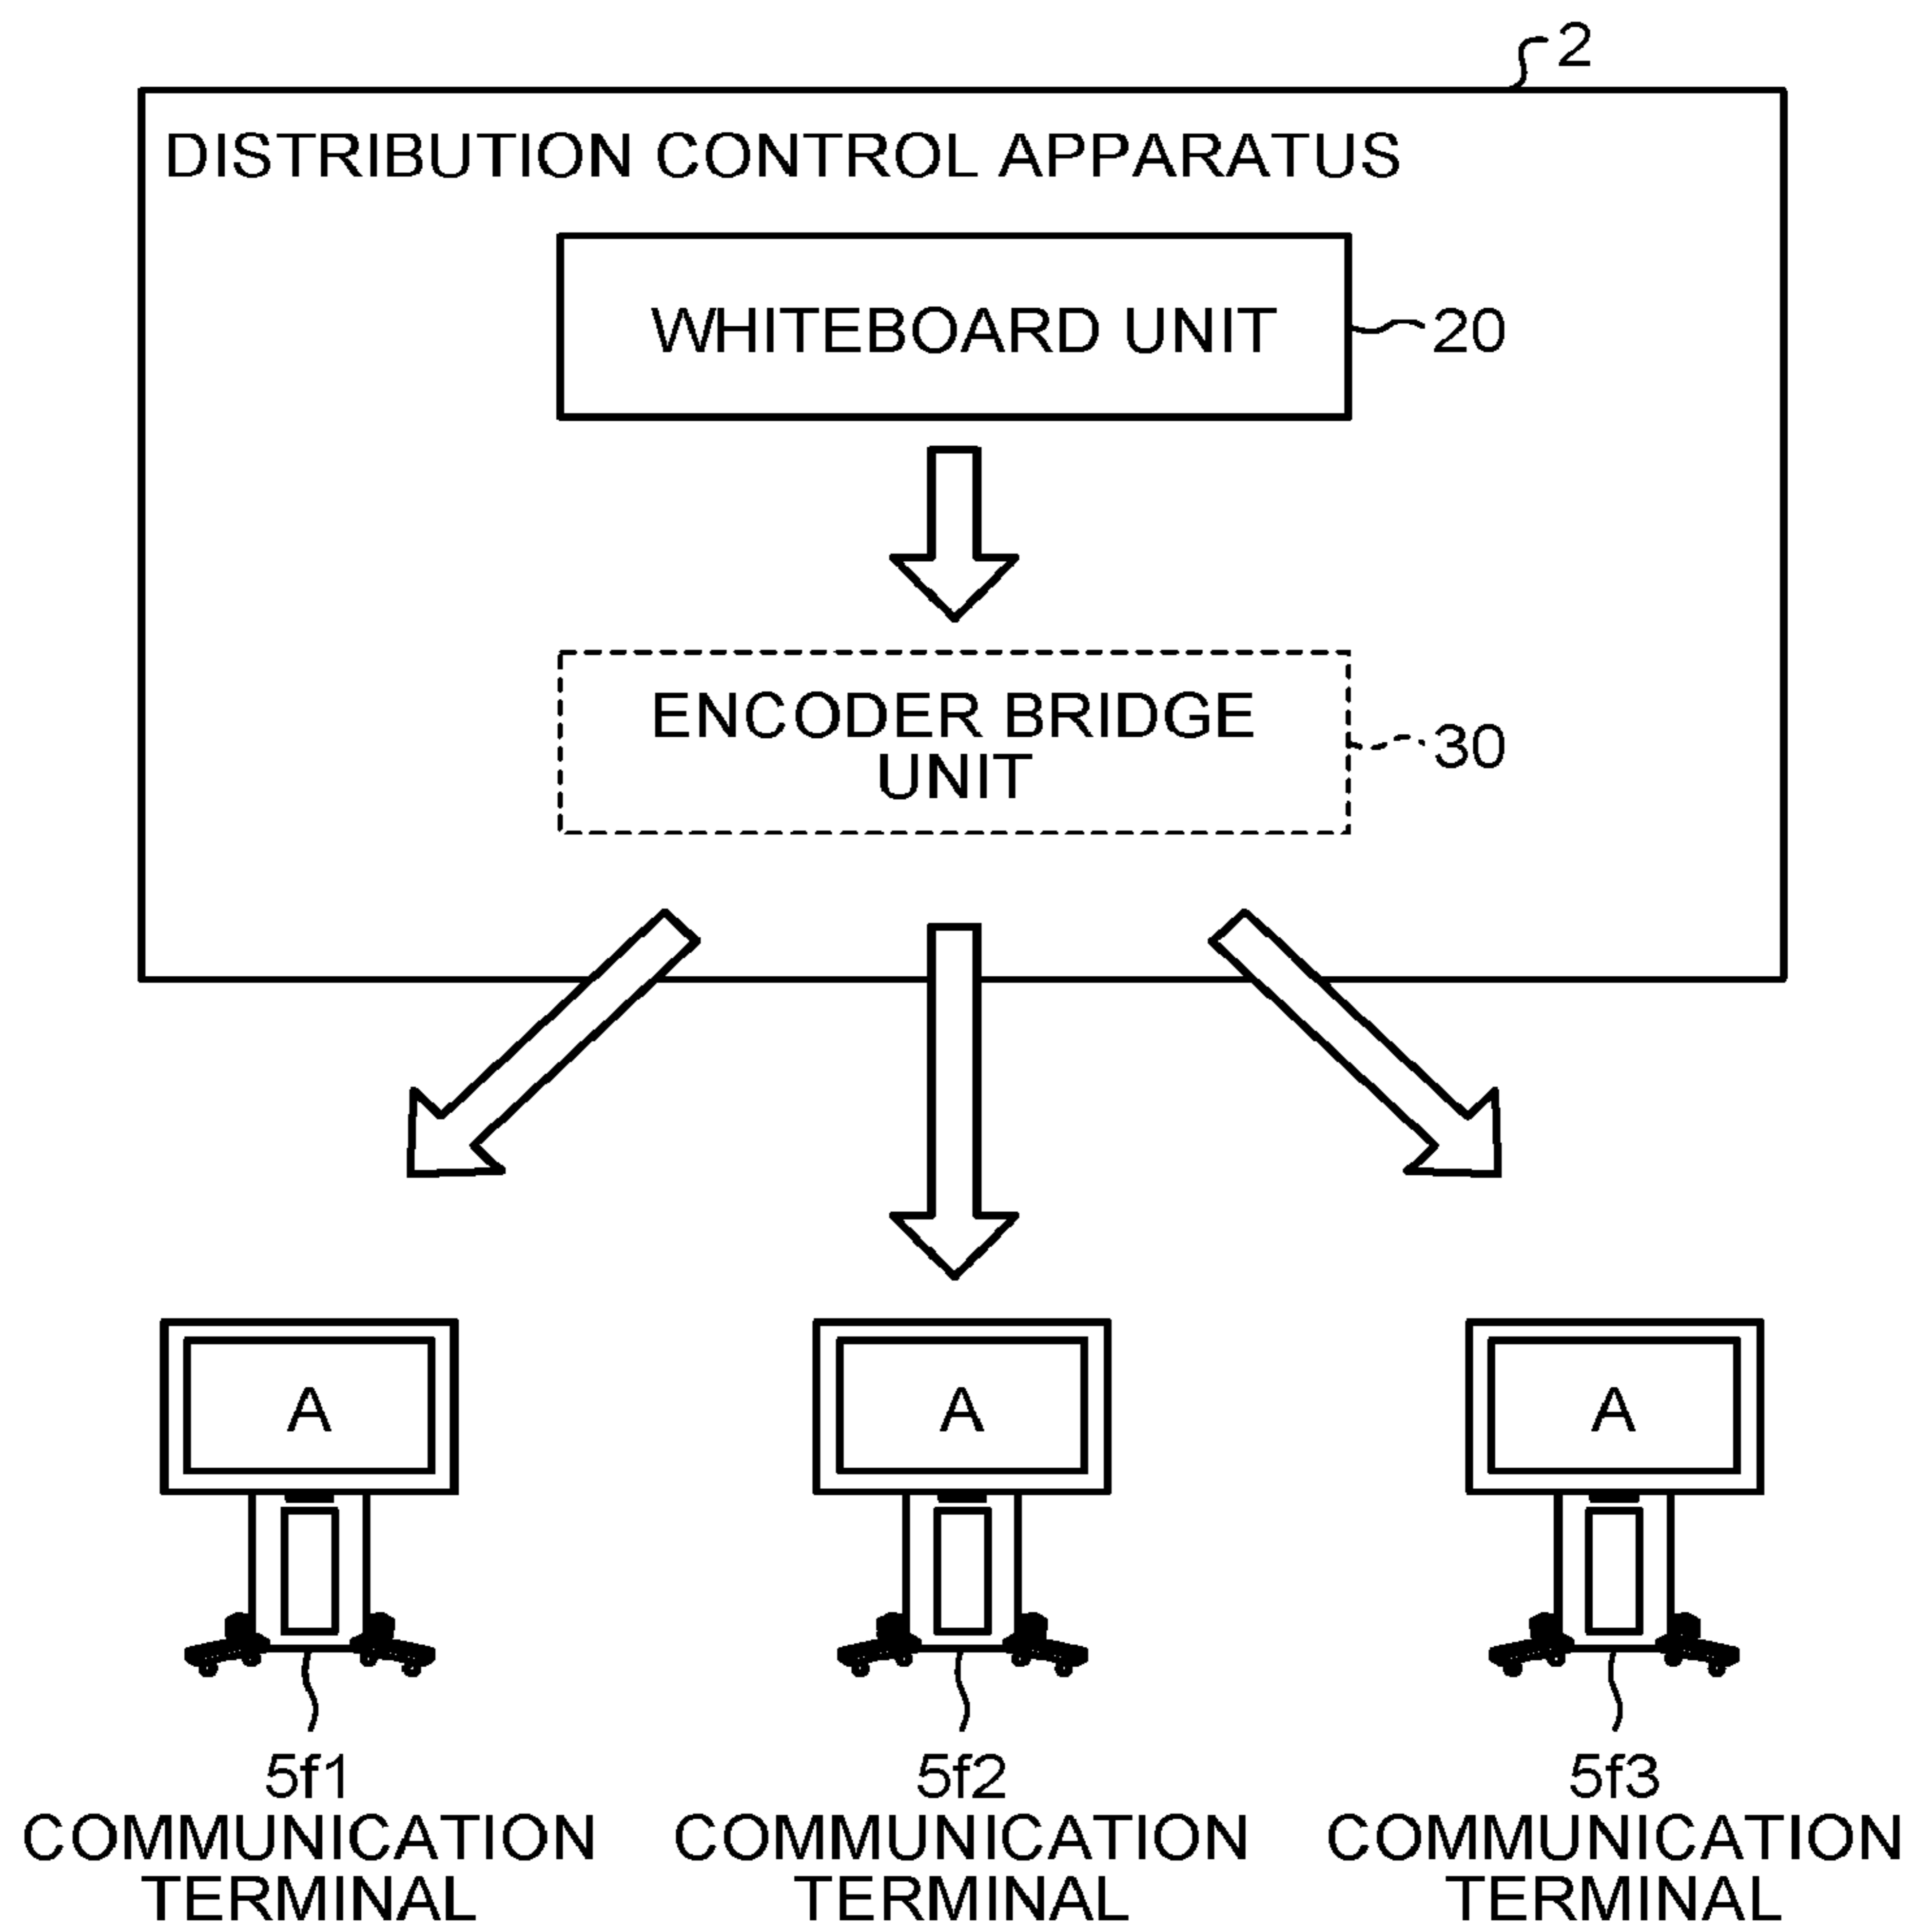 2
DISTRIBUTION CONTROL APPARATUS
WHITEBOARD UNIT
20
ENCODER BRIDGE
UNIT
30
A
A
A
5f1
COMMUNICATION
TERMINAL
5f2
COMMUNICATION
TERMINAL
5f3
COMMUNICATION
TERMINAL